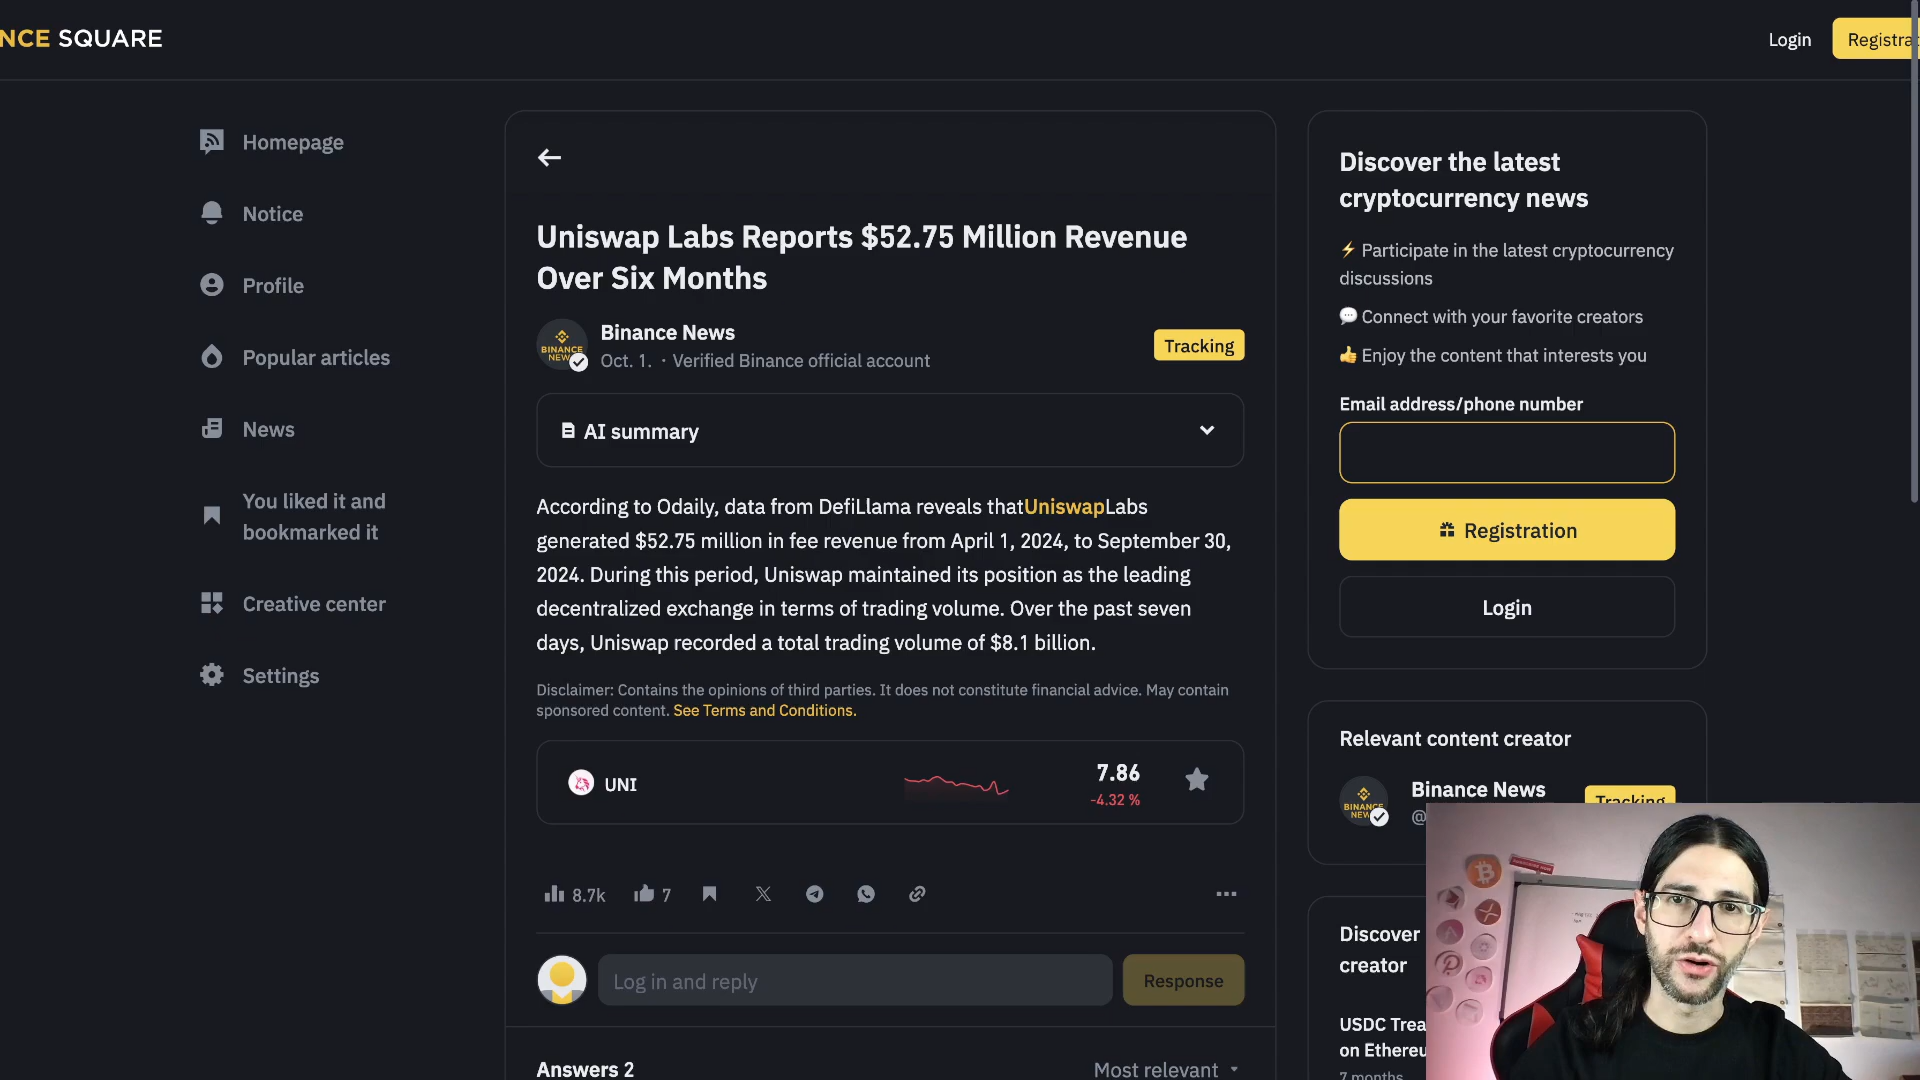 NCE SQUARE
Login
Registra
Homepage
Notice
Profile
Popular articles
News
You liked it and
bookmarked it
Creative center
Settings
Uniswap Labs Reports $52.75 Million Revenue
Over Six Months
Binance News
Oct. 1. · Verified Binance official account
Tracking
AI summary
According to Odaily, data from DefiLlama reveals thatUniswapLabs
generated $52.75 million in fee revenue from April 1, 2024, to September 30,
2024. During this period, Uniswap maintained its position as the leading
decentralized exchange in terms of trading volume. Over the past seven
days, Uniswap recorded a total trading volume of $8.1 billion.
Disclaimer: Contains the opinions of third parties. It does not constitute financial advice. May contain
sponsored content. See Terms and Conditions.
UNI
7.86
-4.32 %
8.7k
7
Log in and reply
Response
Answers 2
Most relevant
Discover the latest
cryptocurrency news
⚡ Participate in the latest cryptocurrency
discussions
💬 Connect with your favorite creators
👍 Enjoy the content that interests you
Email address/phone number
Registration
Login
Relevant content creator
BINANCE
NEW
Binance News
Tracking
@
Discover
creator
USDC Trea
on Ethereu
7 months